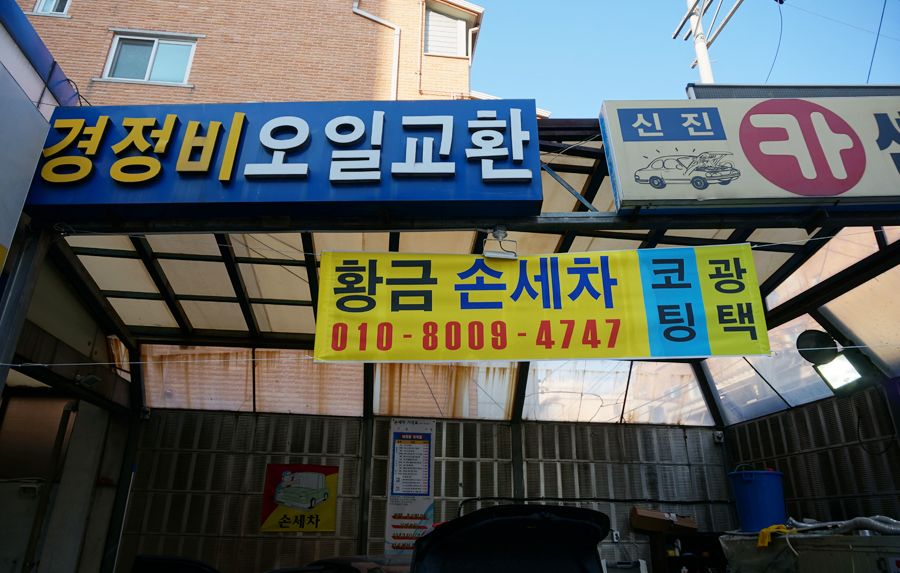 경정비오일교환
신진 카
황금 손세차 코팅 광택
010-8009-4747
손세차